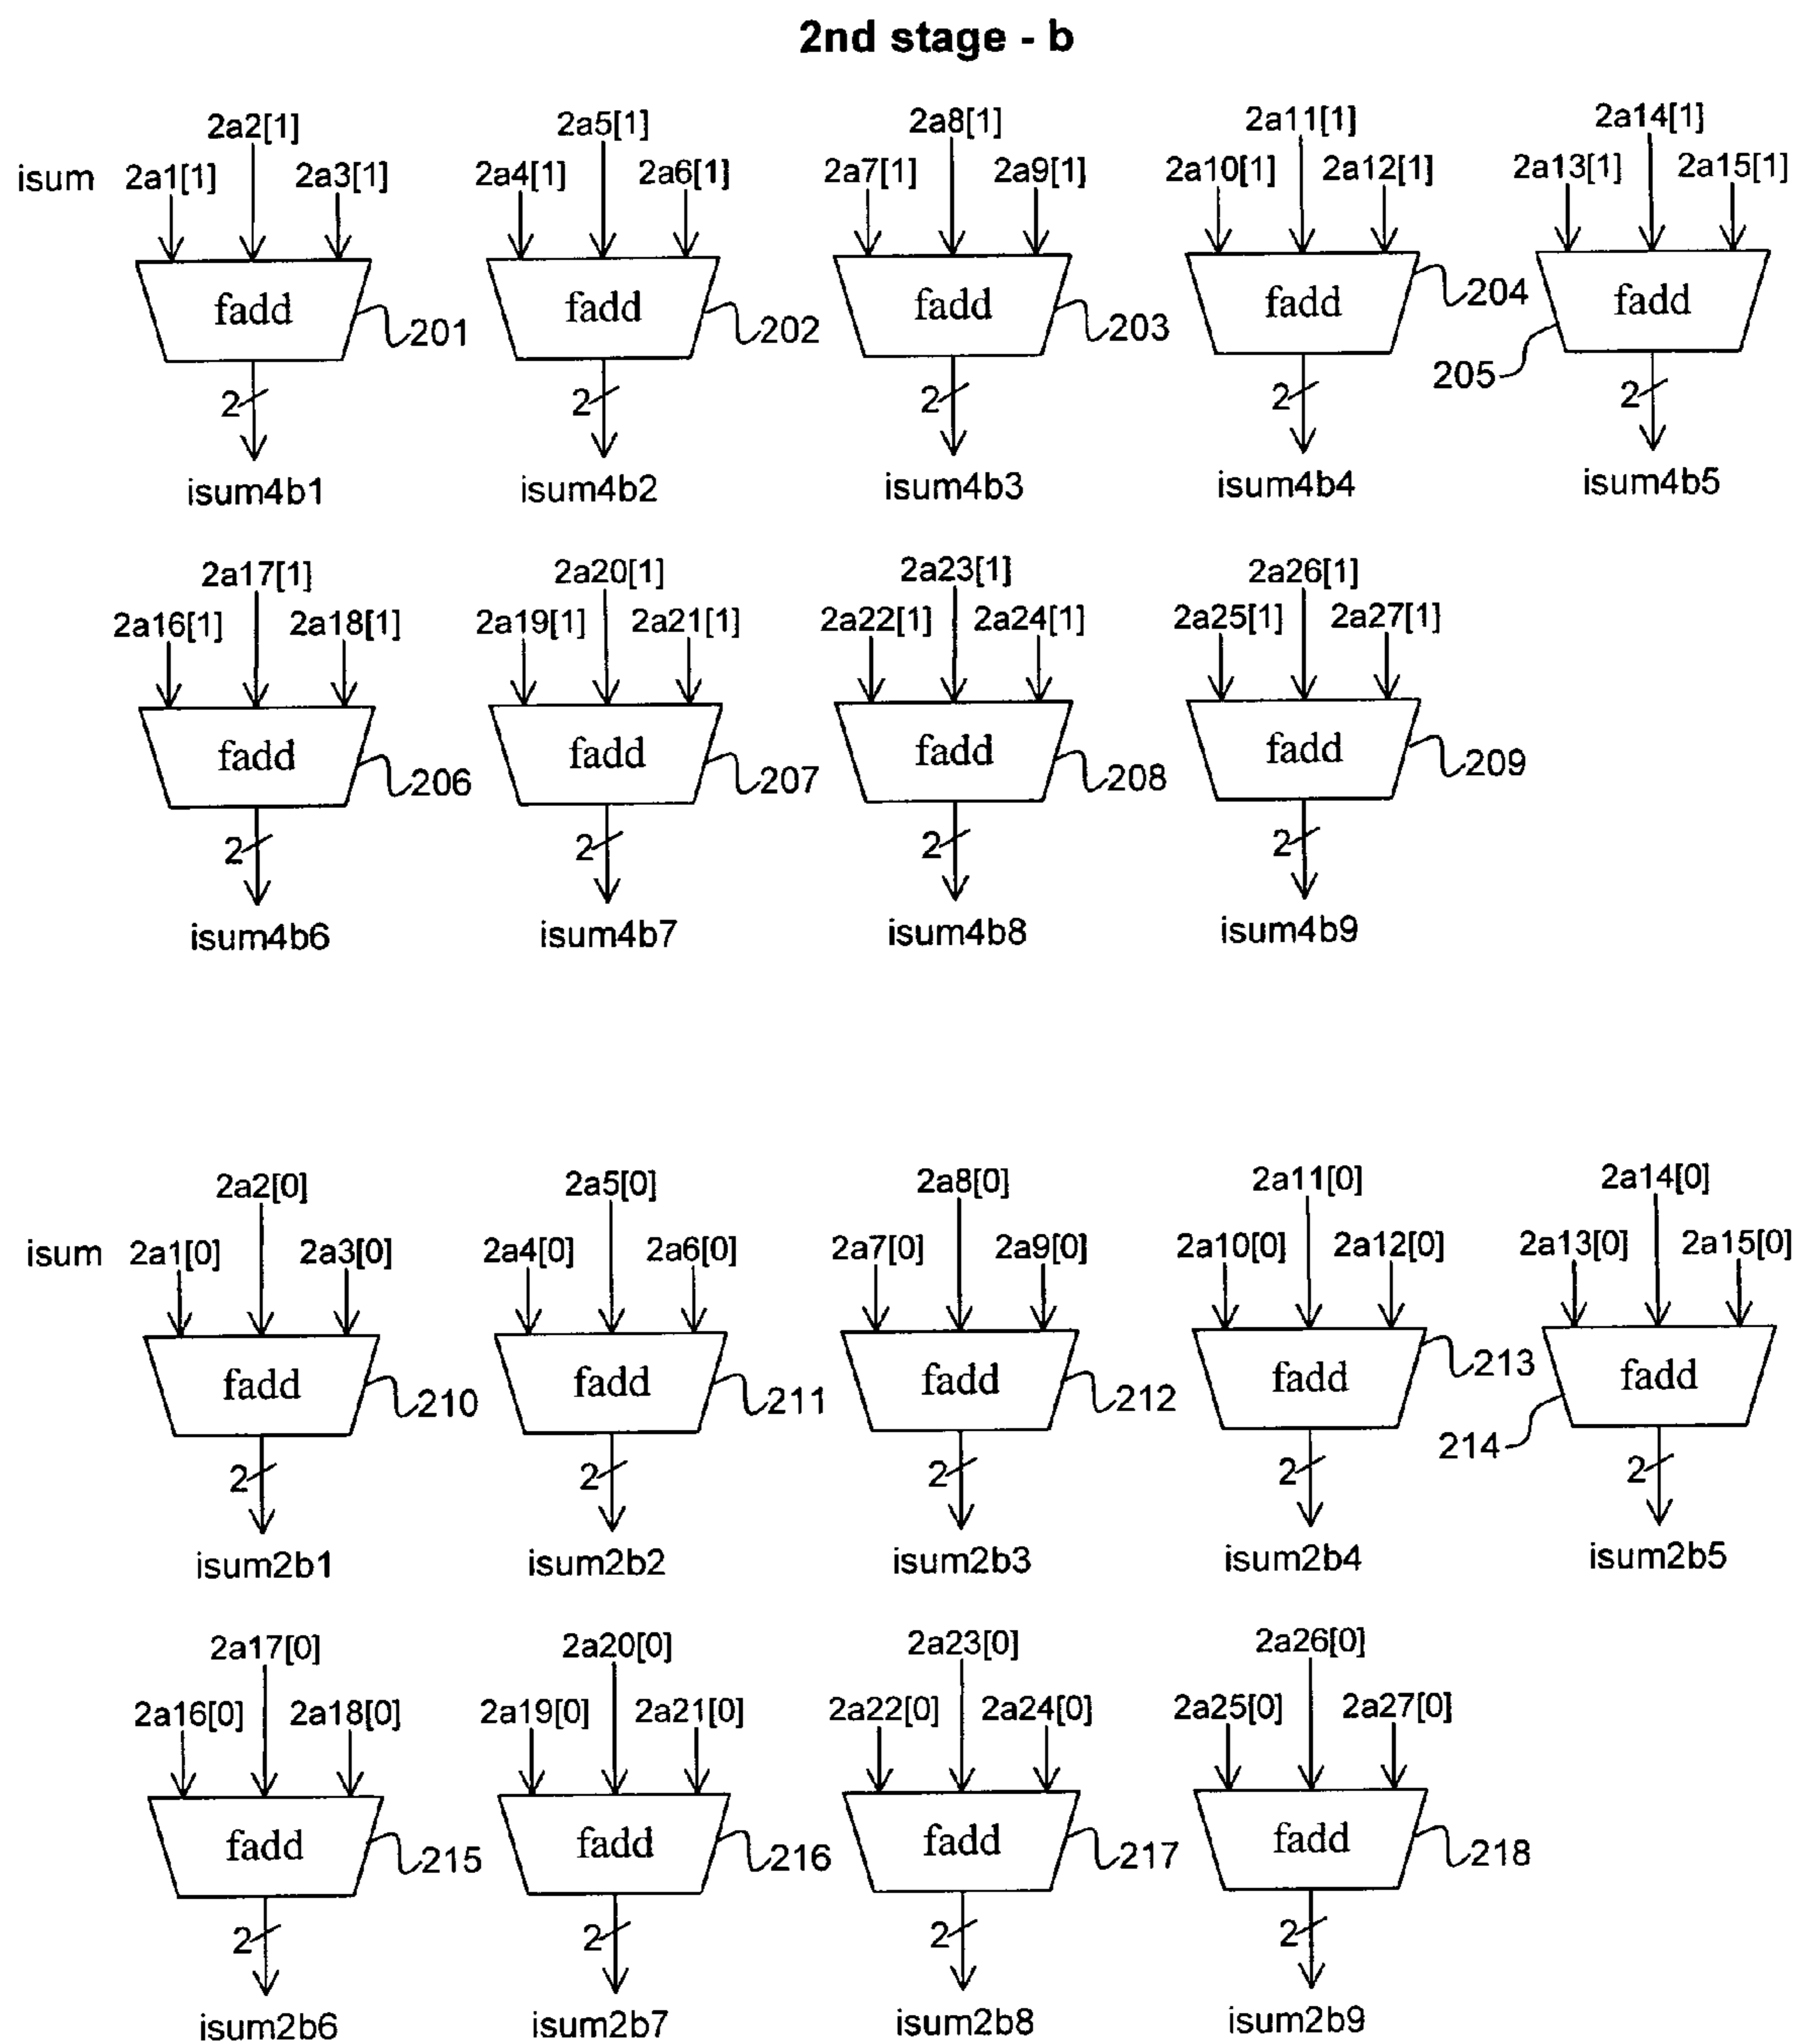 2nd stage - b
2a2[1] 2a5[1] 2a8[1] 2a11[1] 2a14[1]
isum 2a1[1] 2a3[1] 2a4[1] 2a6[1] 2a7[1] 2a9[1] 2a10[1] 2a12[1] 2a13[1] 2a15[1]
fadd fadd fadd fadd fadd
201 202 203 204 205
2 2 2 2 2
isum4b1 isum4b2 isum4b3 isum4b4 isum4b5
2a17[1] 2a20[1] 2a23[1] 2a26[1]
2a16[1] 2a18[1] 2a19[1] 2a21[1] 2a22[1] 2a24[1] 2a25[1] 2a27[1]
fadd fadd fadd fadd
206 207 208 209
2 2 2 2
isum4b6 isum4b7 isum4b8 isum4b9
2a2[0] 2a5[0] 2a8[0] 2a11[0] 2a14[0]
isum 2a1[0] 2a3[0] 2a4[0] 2a6[0] 2a7[0] 2a9[0] 2a10[0] 2a12[0] 2a13[0] 2a15[0]
fadd fadd fadd fadd fadd
210 211 212 213 214
2 2 2 2 2
isum2b1 isum2b2 isum2b3 isum2b4 isum2b5
2a17[0] 2a20[0] 2a23[0] 2a26[0]
2a16[0] 2a18[0] 2a19[0] 2a21[0] 2a22[0] 2a24[0] 2a25[0] 2a27[0]
fadd fadd fadd fadd
215 216 217 218
2 2 2 2
isum2b6 isum2b7 isum2b8 isum2b9